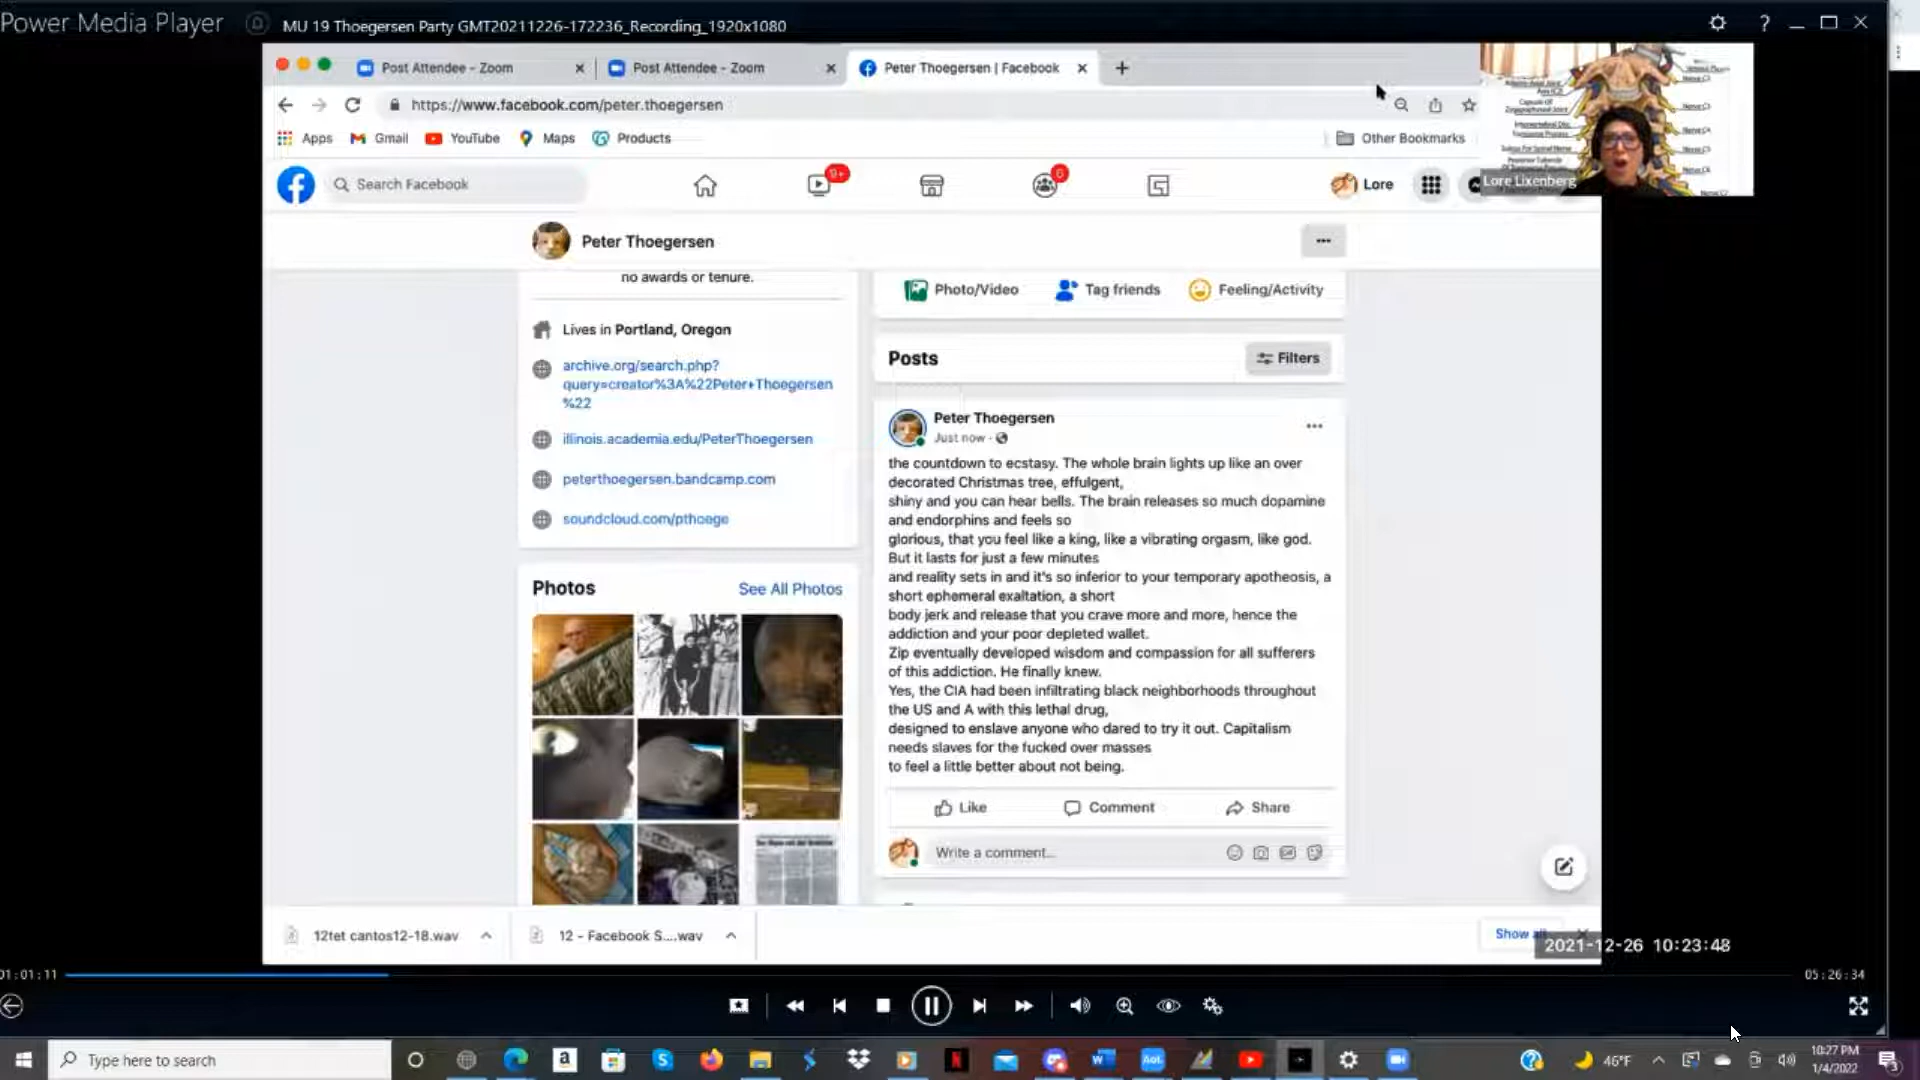 Power Media Player
MU 19 Thoegersen Party GMT20211226-172236_Recording_1920x1080
Post Attendee - Zoom
Post Attendee - Zoom
Peter Thoegersen | Facebook
https://www.facebook.com/peter.thoegersen
Apps
Gmail
YouTube
Maps
Products
Other Bookmarks
Search Facebook
9+
6
Lore
Lore Lixenberg
Peter Thoegersen
no awards or tenure.
Lives in Portland, Oregon
archive.org/search.php?
query=creator%3A%22Peter+Thoegersen
%22
illinois.academia.edu/PeterThoegersen
peterthoegersen.bandcamp.com
soundcloud.com/pthoege
Photos
See All Photos
Photo/Video
Tag friends
Feeling/Activity
Posts
Filters
Peter Thoegersen
Just now
the countdown to ecstasy. The whole brain lights up like an over
decorated Christmas tree, effulgent,
shiny and you can hear bells. The brain releases so much dopamine
and endorphins and feels so
glorious, that you feel like a king, like a vibrating orgasm, like god.
But it lasts for just a few minutes
and reality sets in and it's so inferior to your temporary apotheosis, a
short ephemeral exaltation, a short
body jerk and release that you crave more and more, hence the
addiction and your poor depleted wallet.
Zip eventually developed wisdom and compassion for all sufferers
of this addiction. He finally knew.
Yes, the CIA had been infiltrating black neighborhoods throughout
the US and A with this lethal drug,
designed to enslave anyone who dared to try it out. Capitalism
needs slaves for the fucked over masses
to feel a little better about not being.
Like
Comment
Share
Write a comment...
12tet cantos12-18.wav
12 - Facebook S....wav
Show all
2021-12-26 10:23:48
01:01:11
05:26:34
Type here to search
46°F
10:27 PM
1/4/2022
3